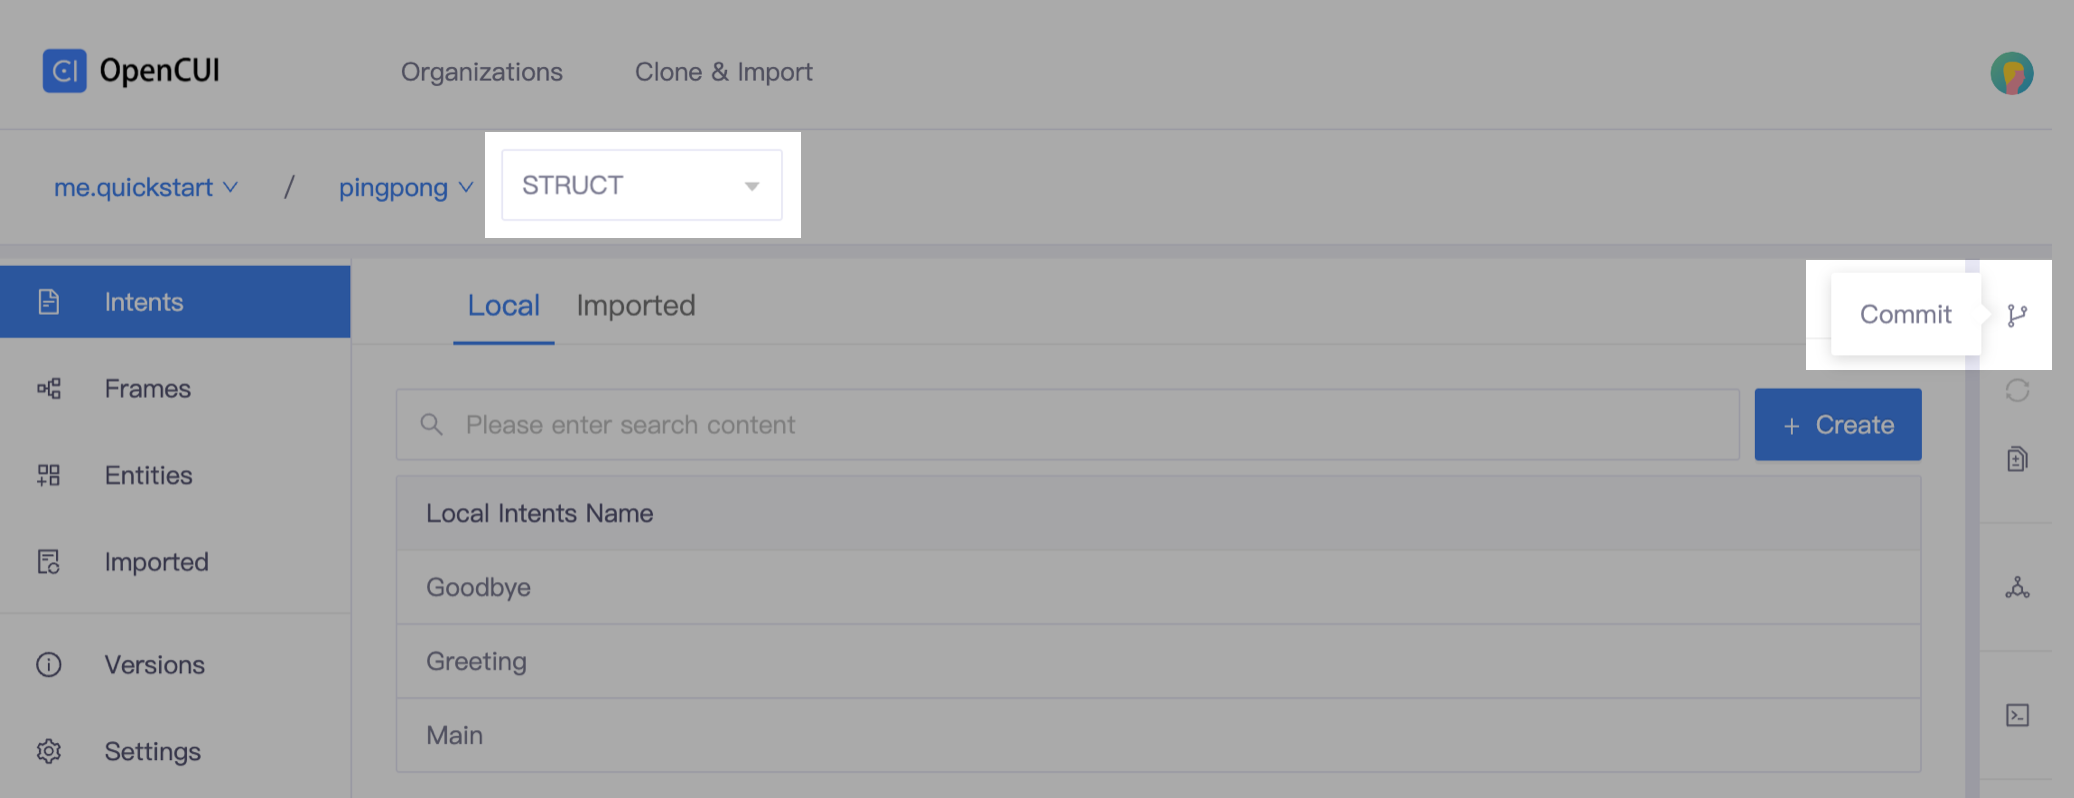 OpenCUI
Organizations
Clone & Import
me.quickstart / pingpong
STRUCT
Intents
Frames
Entities
Imported
Versions
Settings
Local
Imported
Commit
Please enter search content
+ Create
Local Intents Name
Goodbye
Greeting
Main